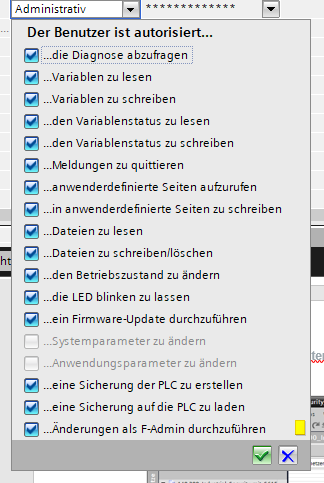 Administrativ *************
Der Benutzer ist autorisiert...
...die Diagnose abzufragen
...Variablen zu lesen
...Variablen zu schreiben
...den Variablenstatus zu lesen
...den Variablenstatus zu schreiben
...Meldungen zu quittieren
...anwenderdefinierte Seiten aufzurufen
...in anwenderdefinierte Seiten zu schreiben
...Dateien zu lesen
...Dateien zu schreiben/löschen
...den Betriebszustand zu ändern
...die LED blinken zu lassen
...ein Firmware-Update durchzuführen
...Systemparameter zu ändern
...Anwendungsparameter zu ändern
...eine Sicherung der PLC zu erstellen
...eine Sicherung auf die PLC zu laden
...Änderungen als F-Admin durchzuführen